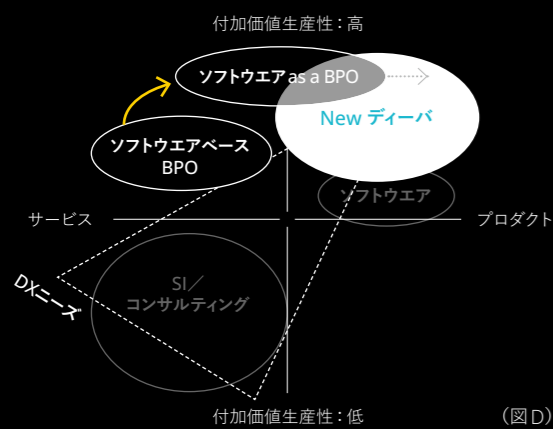 付加価値生産性：高
ソフトウエアas a BPO
New ディーバ
ソフトウエアベース
BPO
ソフトウエア
サービス
プロダクト
SI／
コンサルティング
DXニーズ
付加価値生産性：低
（図D）